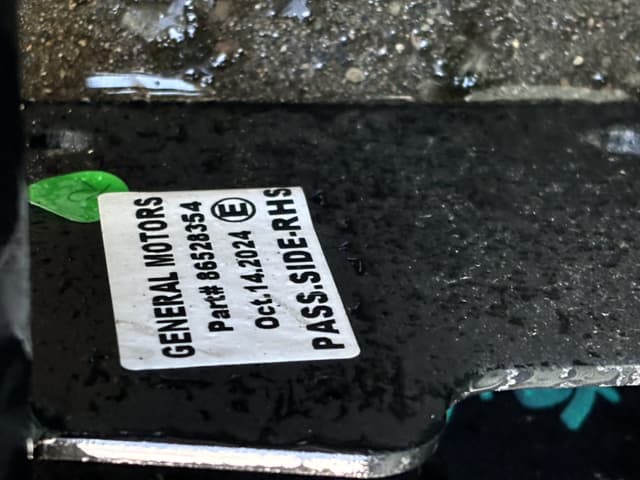 GENERAL MOTORS
Part# 86528354
Oct.14.2024 E
PASS.SIDE-RHS